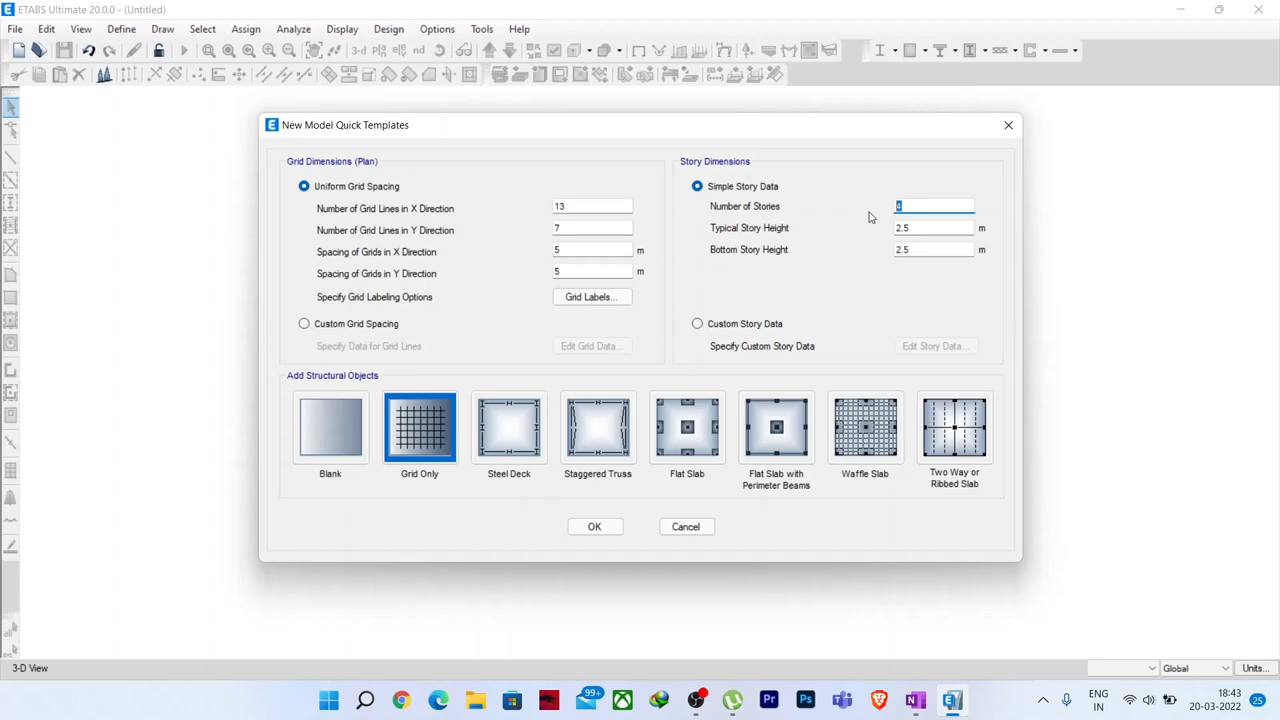 ETABS Ultimate 20.0.0 - (Untitled)
File Edit View Define Draw Select Assign Analyze Display Design Options Tools Help
3-d
nd
New Model Quick Templates
Grid Dimensions (Plan)
Uniform Grid Spacing
Number of Grid Lines in X Direction 13
Number of Grid Lines in Y Direction 7
Spacing of Grids in X Direction 5 m
Spacing of Grids in Y Direction 5 m
Specify Grid Labeling Options Grid Labels...
Custom Grid Spacing
Specify Data for Grid Lines Edit Grid Data...
Story Dimensions
Simple Story Data
Number of Stories 4
Typical Story Height 2.5 m
Bottom Story Height 2.5 m
Custom Story Data
Specify Custom Story Data Edit Story Data...
Add Structural Objects
Blank
Grid Only
Steel Deck
Staggered Truss
Flat Slab
Flat Slab with
Perimeter Beams
Waffle Slab
Two Way or
Ribbed Slab
OK Cancel
3-D View Global Units...
99+
Pr Ps
ENG
IN
18:43
20-03-2022
25